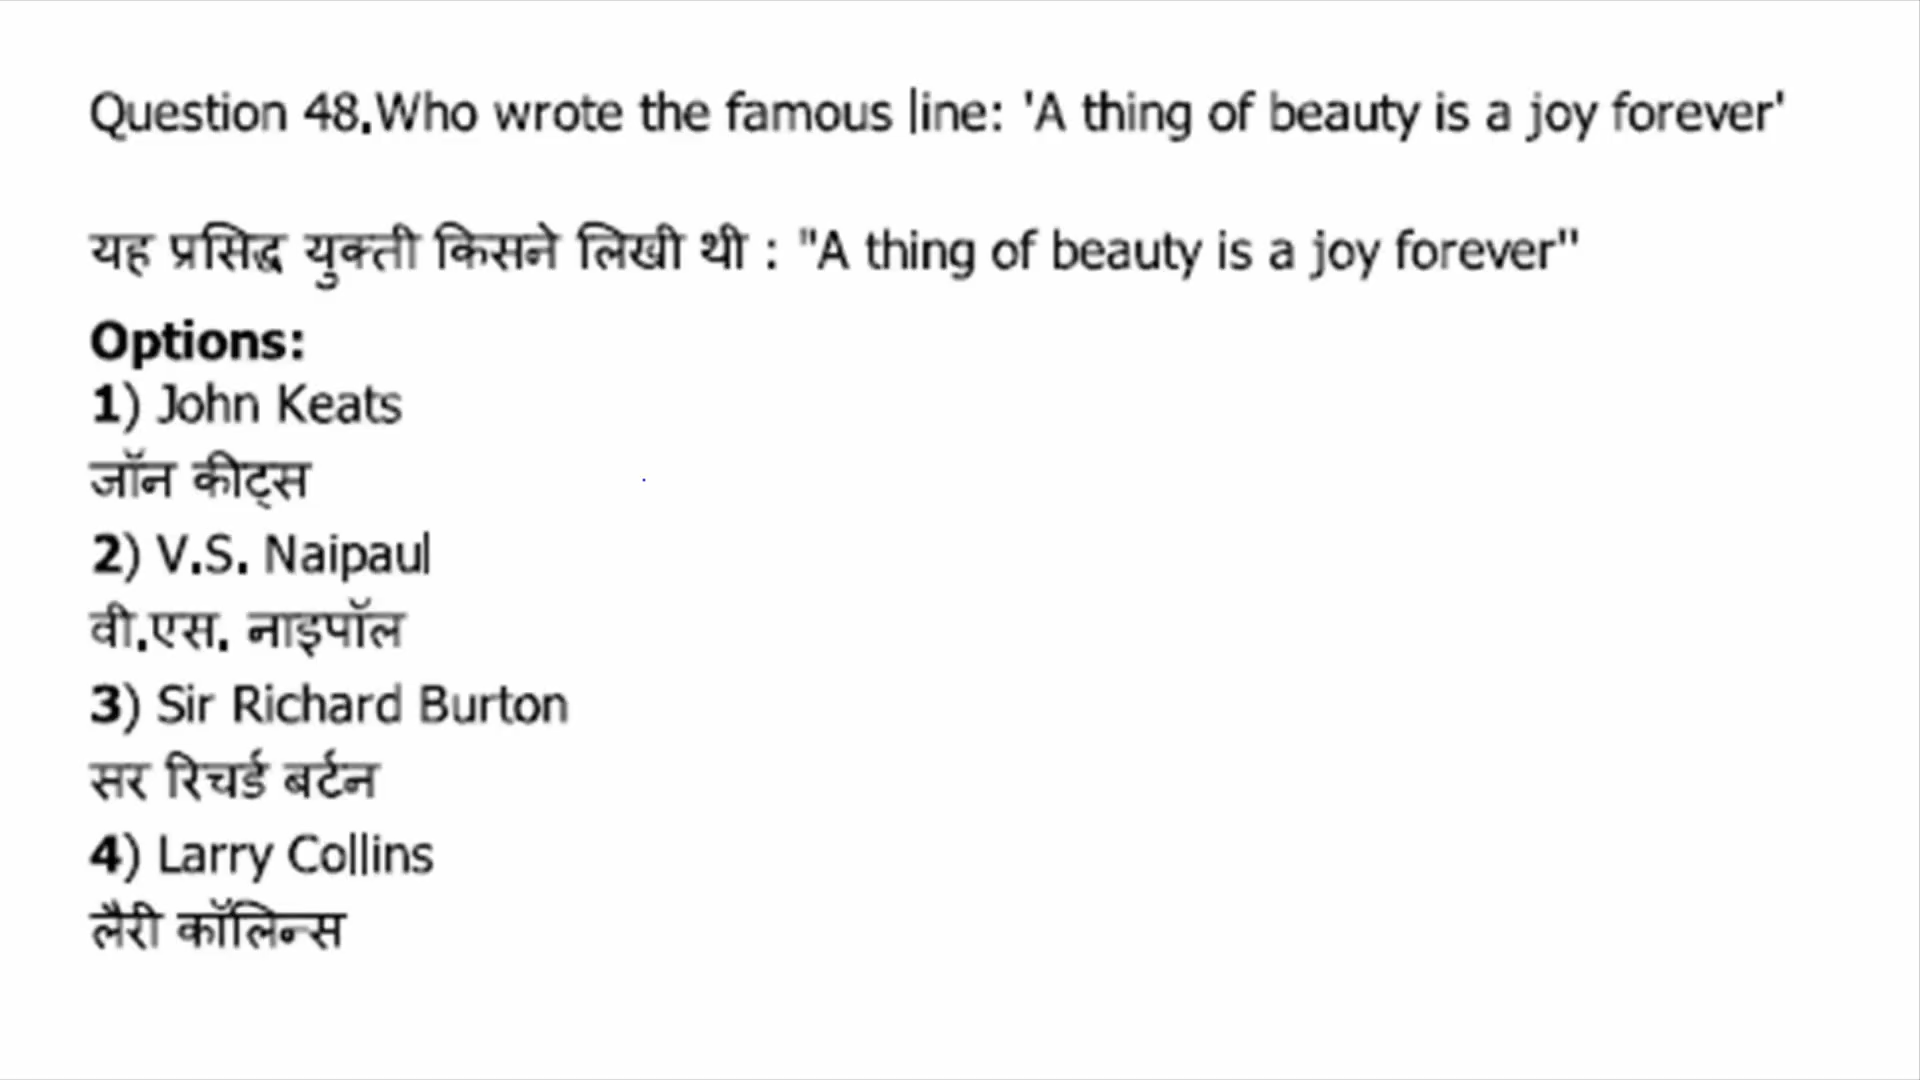 Question 48.Who wrote the famous line: 'A thing of beauty is a joy forever'
यह प्रसिद्ध युक्ती किसने लिखी थी : "A thing of beauty is a joy forever"
Options:
1) John Keats
जॉन कीट्स
2) V.S. Naipaul
वी.एस. नाइपॉल
3) Sir Richard Burton
सर रिचर्ड बर्टन
4) Larry Collins
लैरी कॉलिन्स